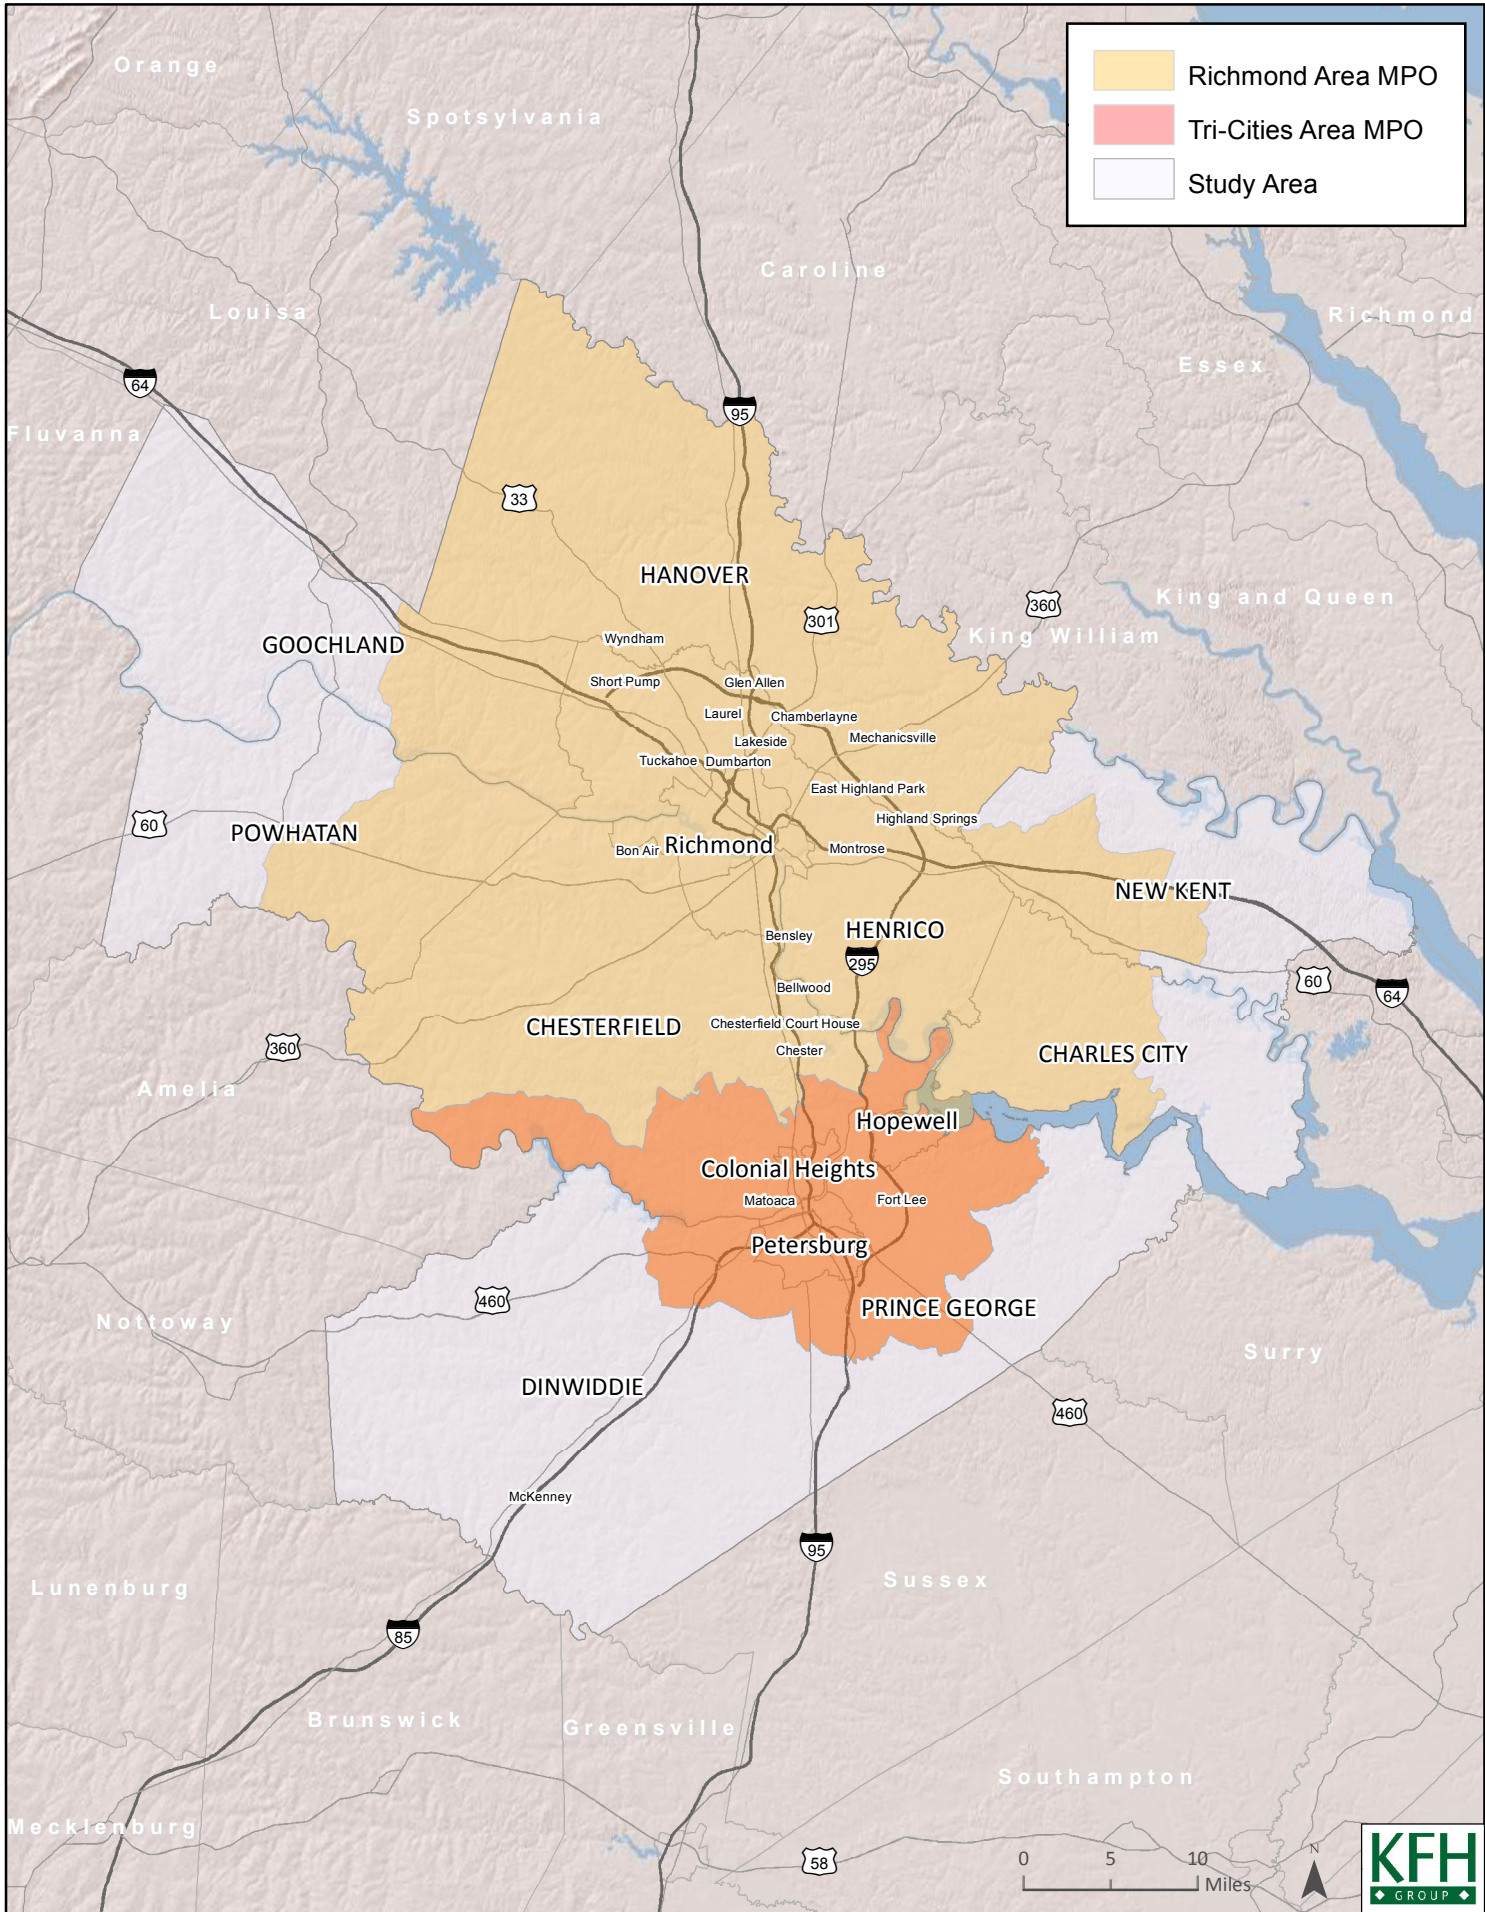 Orange
Richmond Area MPO
Spotsylvania
Tri-Cities Area MPO
Study Area
Caroline
Louisa
Richmond
Essex
64
95
Fluvanna
33
HANOVER
King and Queen
360
301
King William
GOOCHLAND
Wyndham
Short Pump
Glen Allen
Laurel
Chamberlayne
Lakeside
Mechanicsville
Tuckahoe
Dumbarton
East Highland Park
60
Highland Springs
POWHATAN
Bon Air
Richmond
Montrose
NEW KENT
Bensley
HENRICO
295
60
Bellwood
64
CHESTERFIELD
Chesterfield Court House
360
Chester
CHARLES CITY
Amelia
Hopewell
Colonial Heights
Matoaca
Fort Lee
Petersburg
460
PRINCE GEORGE
Nottoway
Surry
DINWIDDIE
460
McKenney
95
Sussex
Lunenburg
85
Brunswick
Greensville
Southampton
Mecklenburg
58
0 5 10
Miles
N
KFH
GROUP